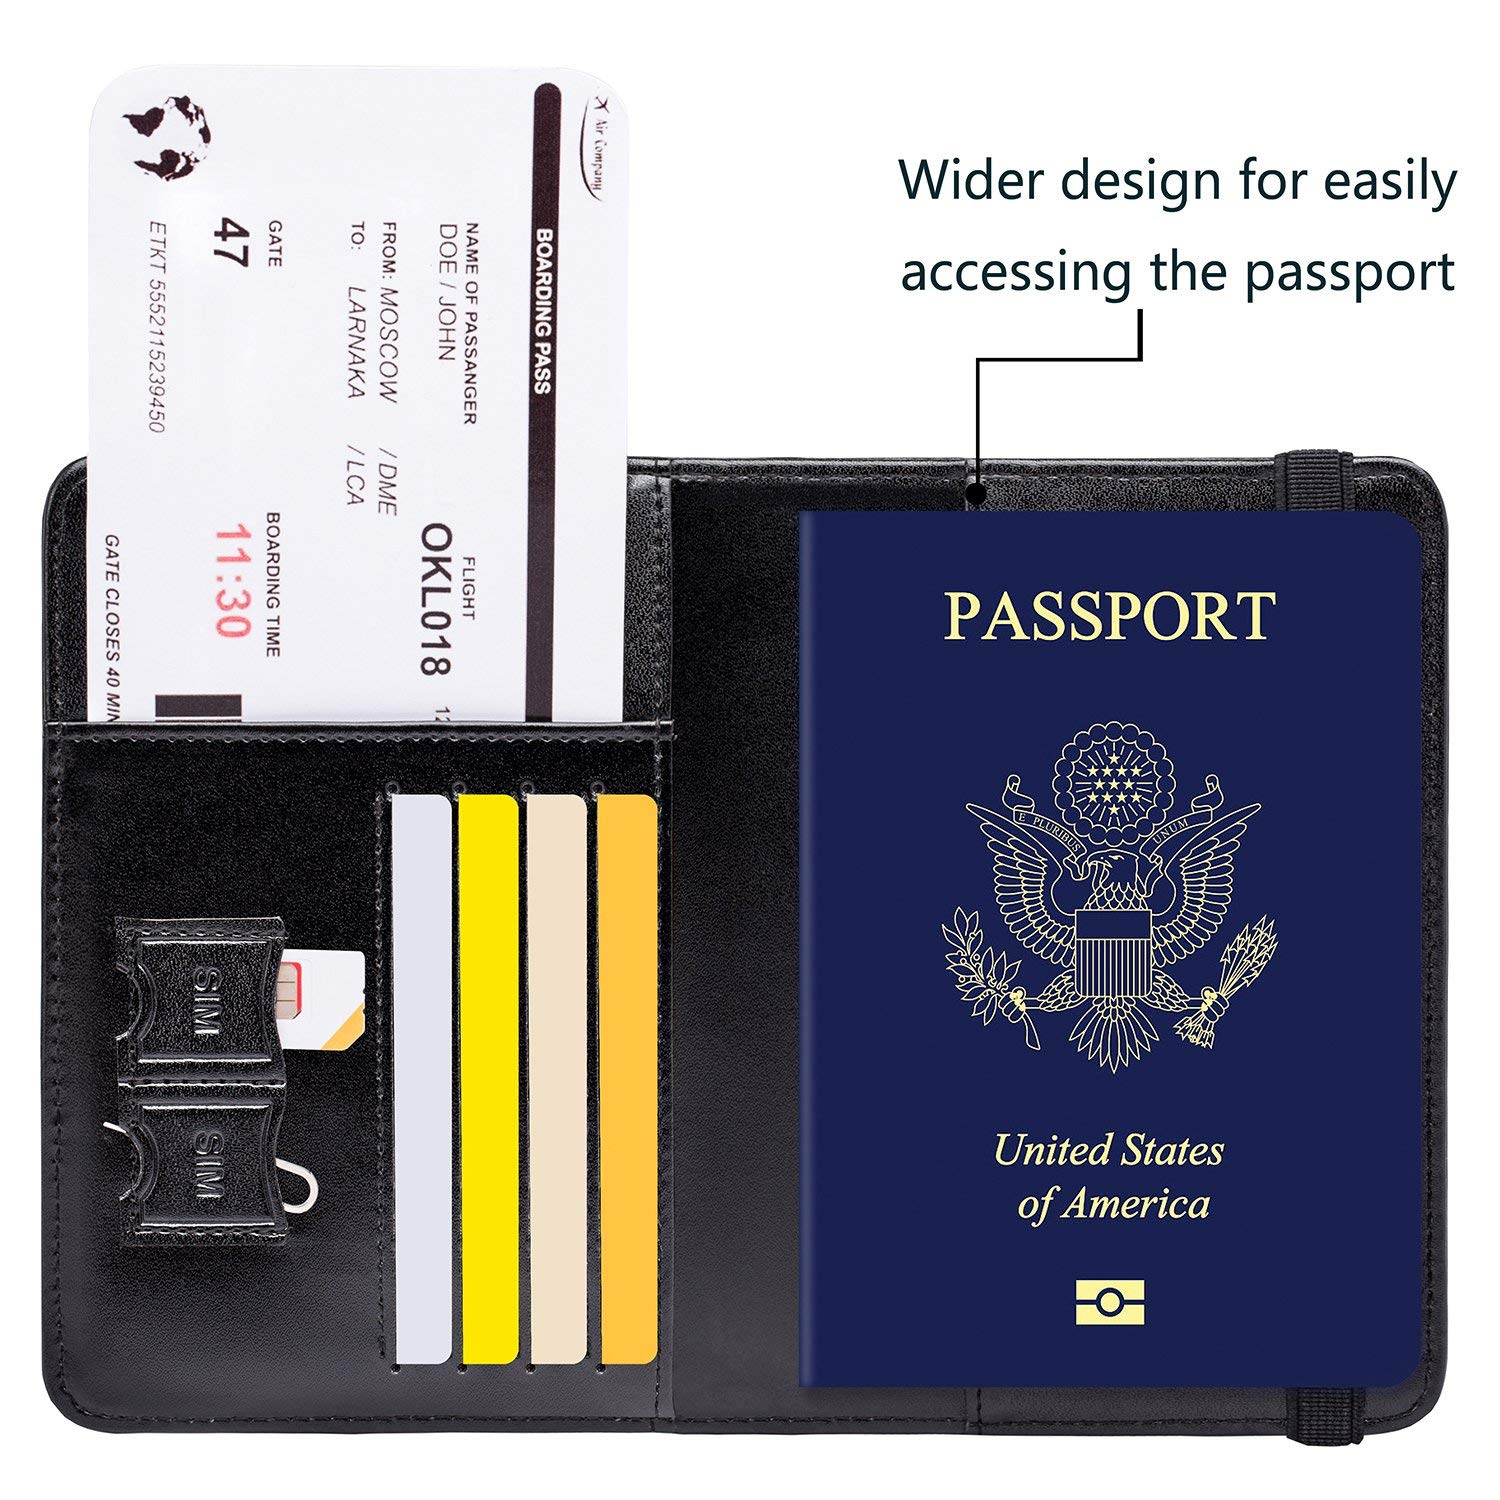 Wider design for easily
accessing the passport
Air Company
BOARDING PASS
NAME OF PASSANGER
DOE / JOHN
FROM: MOSCOW / DME
TO: LARNAKA / LCA
FLIGHT
OKL018
12
GATE
47
BOARDING TIME
11:30
ETKT 5552115239450
GATE CLOSES 40 MIN
SIM
SIM
PASSPORT
E PLURIBUS UNUM
United States
of America